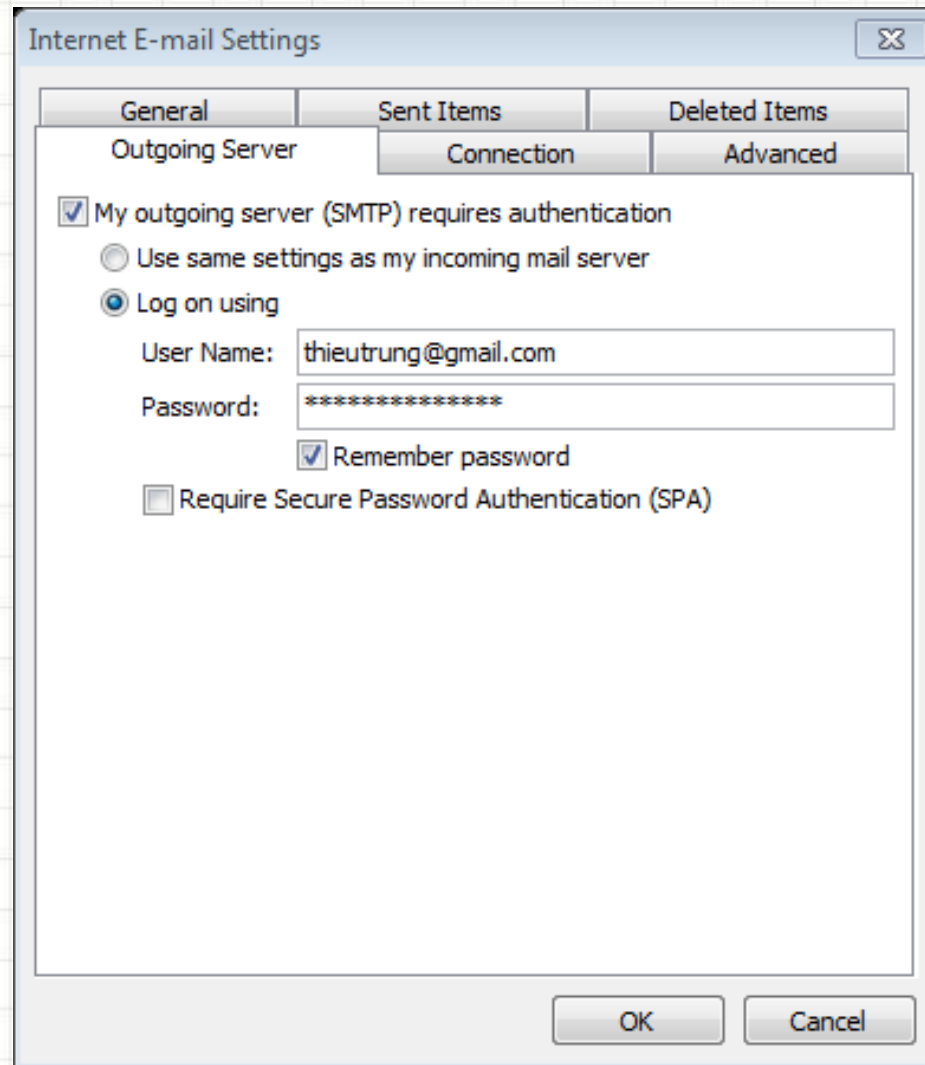 Internet E-mail Settings
General Sent Items Deleted Items
Outgoing Server Connection Advanced
My outgoing server (SMTP) requires authentication
Use same settings as my incoming mail server
Log on using
User Name: thieutrung@gmail.com
Password: **************
Remember password
Require Secure Password Authentication (SPA)
OK Cancel